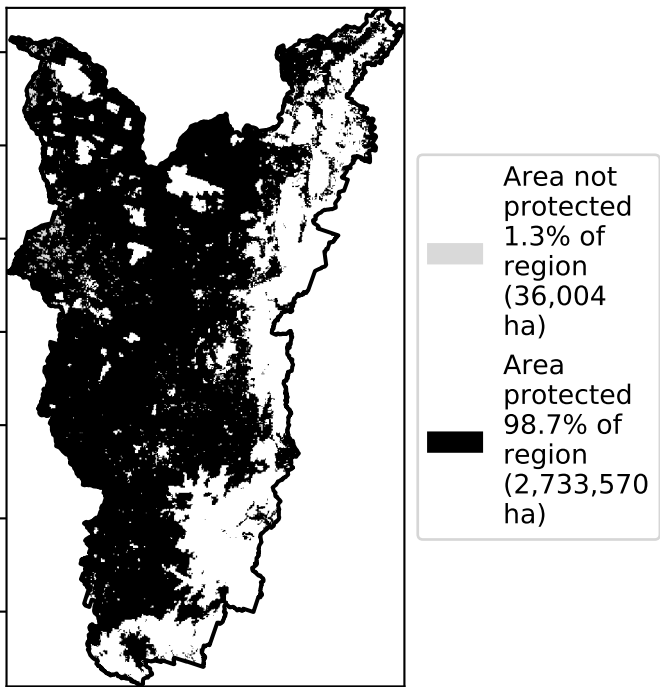 Area not
protected
1.3% of
region
(36,004
ha)
Area
protected
98.7% of
region
(2,733,570
ha)